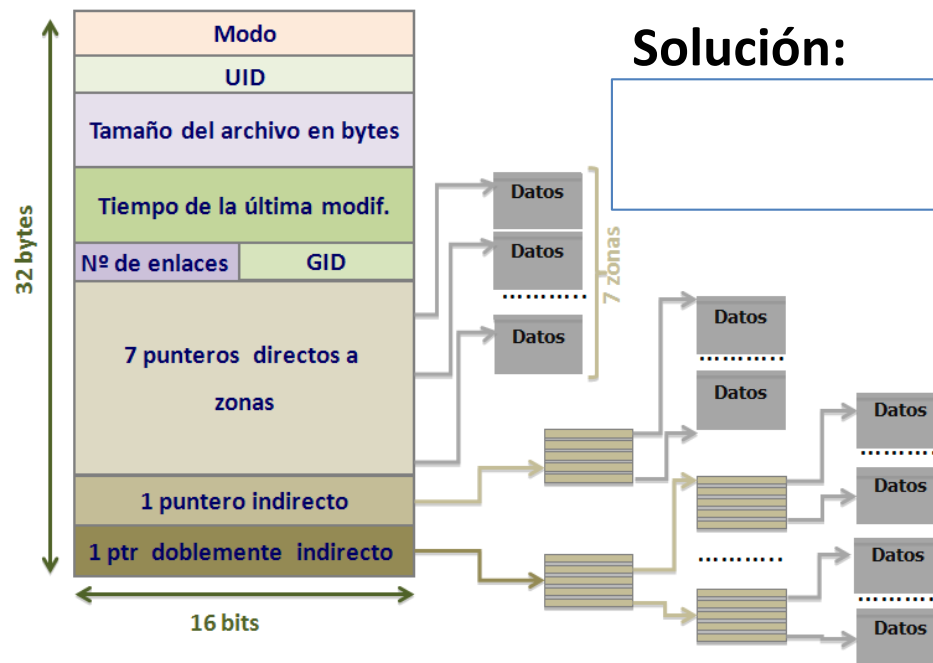 Solución:
Modo
UID
Tamaño del archivo en bytes
Tiempo de la última modif.
Nº de enlaces
GID
7 punteros directos a
zonas
1 puntero indirecto
1 ptr doblemente indirecto
32 bytes
16 bits
Datos
Datos
...........
Datos
7 zonas
Datos
...........
Datos
Datos
...........
Datos
...........
Datos
...........
Datos